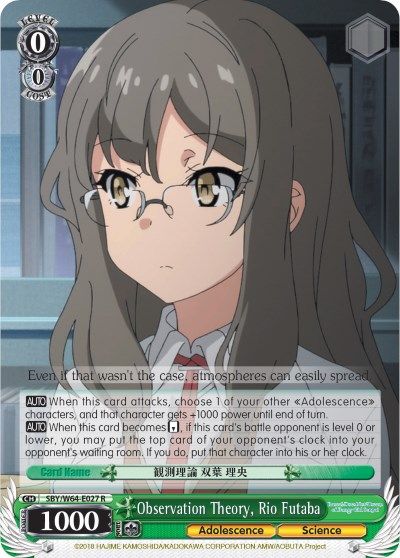 LEVEL
0
0
COST
Even if that wasn't the case, atmospheres can easily spread.
AUTO When this card attacks, choose 1 of your other «Adolescence»
characters, and that character gets +1000 power until end of turn.
AUTO When this card becomes, if this card's battle opponent is level 0 or
lower, you may put the top card of your opponent's clock into your
opponent's waiting room. If you do, put that character into his or her clock.
Card Name
観測理論 双葉 理央
CH SBY/W64-E027 R
POWER
1000
Observation Theory, Rio Futaba
Adolescence
Science
©2018 HAJIME KAMOSHIDA/KADOKAWA CORPORATION AMW/AOBUTA Project